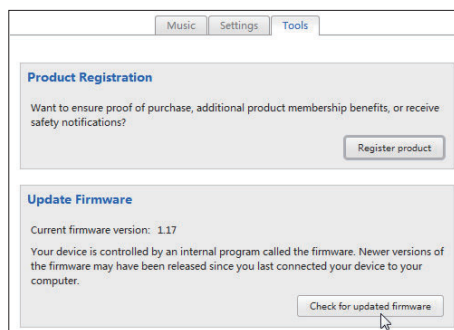 Music Settings Tools
Product Registration
Want to ensure proof of purchase, additional product membership benefits, or receive
safety notifications?
Register product
Update Firmware
Current firmware version: 1.17
Your device is controlled by an internal program called the firmware. Newer versions of
the firmware may have been released since you last connected your device to your
computer.
Check for updated firmware